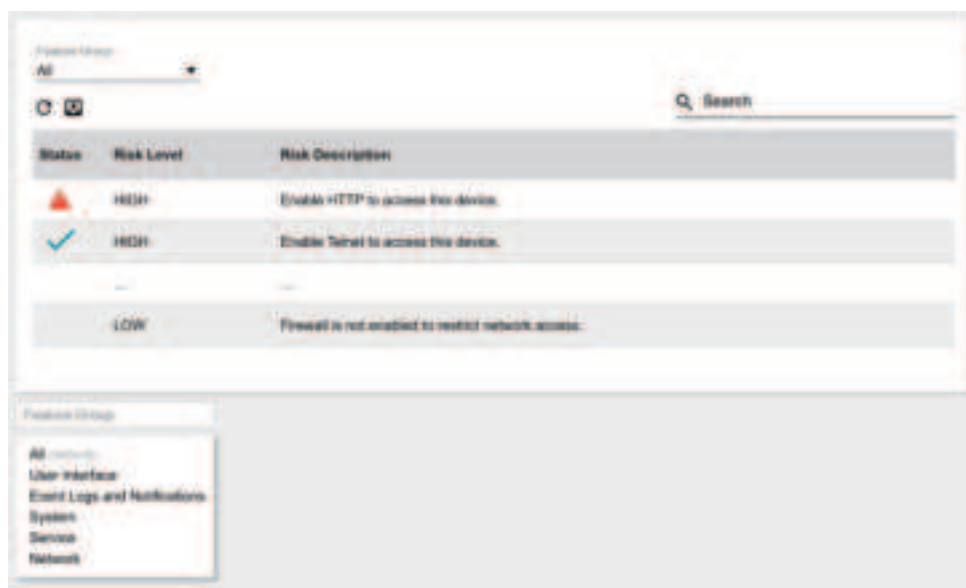 Feature Group
All
Search
Status Risk Level Risk Description
HIGH Enable HTTP to access this device.
HIGH Enable Telnet to access this device.
... ...
LOW Firewall is not enabled to restrict network access.
Feature Group
All
User Interface
Event Logs and Notifications
System
Service
Network